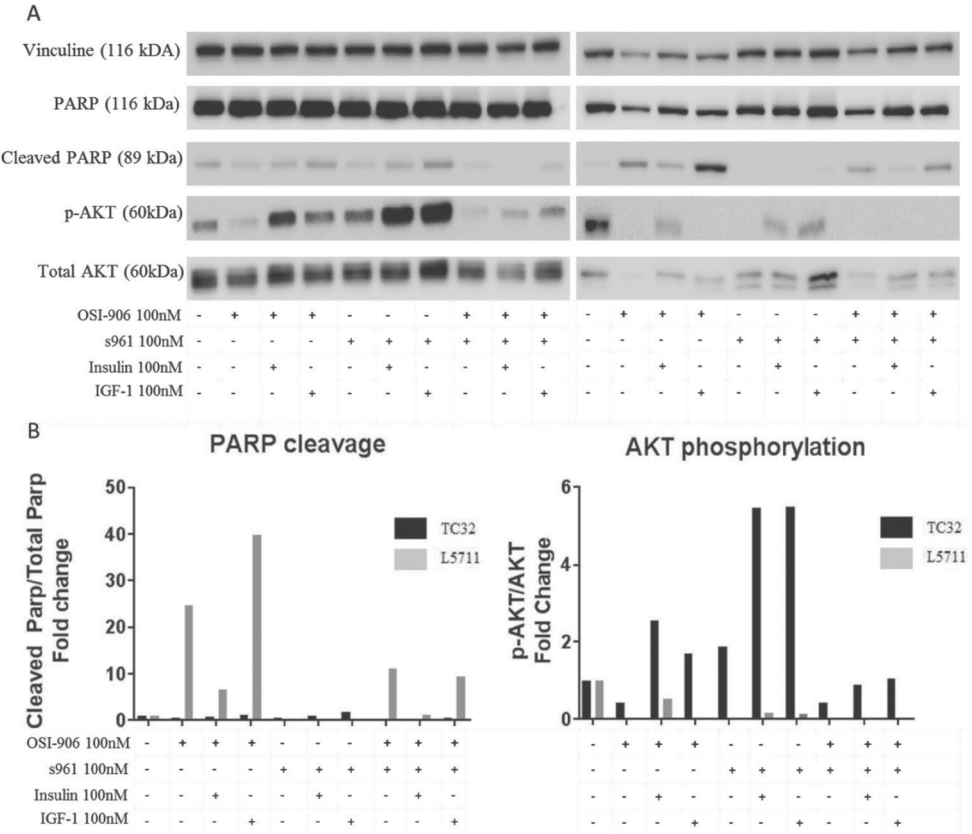 A
Vinculine (116 kDA)
PARP (116 kDa)
Cleaved PARP (89 kDa)
p-AKT (60kDa)
Total AKT (60kDa)
OSI-906 100nM - + + + - - - + + + - + + + - - - + + +
s961 100nM - - - - + + + + + + - - - - + + + + + +
Insulin 100nM - - + - - + - - + - - - + - - + - - + -
IGF-1 100nM - - - + - - + - - + - - - + - - + - - +
B
PARP cleavage
Cleaved Parp/Total Parp
Fold change
50
40
30
20
10
0
TC32
L5711
OSI-906 100nM - + + + - - - + + +
s961 100nM - - - - + + + + + +
Insulin 100nM - - + - - + - - + -
IGF-1 100nM - - - + - - + - - +
AKT phosphorylation
p-AKT/AKT
Fold Change
6
4
2
0
TC32
L5711
- + + + - - - + + +
- - - - + + + + + +
- - + - - + - - + -
- - - + - - + - - +